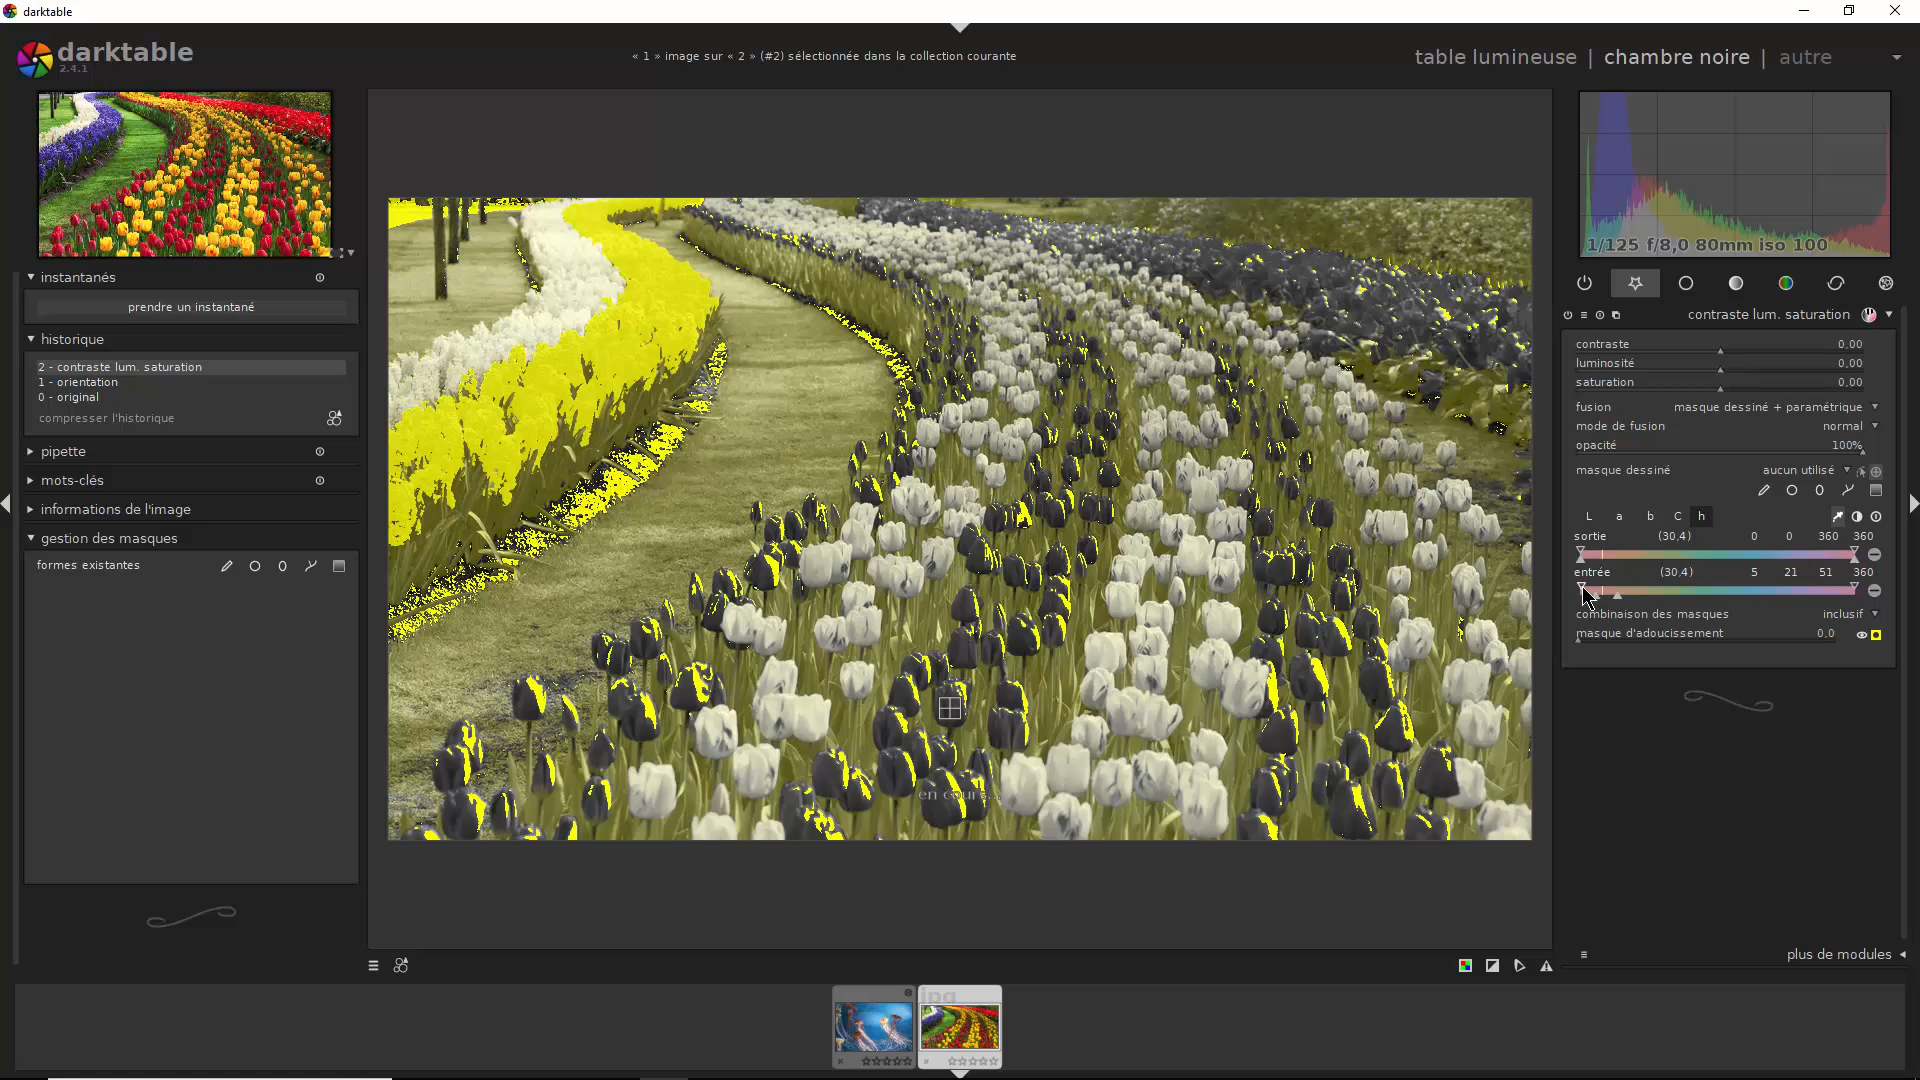 darktable
darktable
2.4.1
« 1 » image sur « 2 » (#2) sélectionnée dans la collection courante
table lumineuse | chambre noire | autre
1/125 f/8,0 80mm iso 100
instantanés
prendre un instantané
historique
2 - contraste lum. saturation
1 - orientation
0 - original
compresser l'historique
pipette
mots-clés
informations de l'image
gestion des masques
formes existantes
contraste lum. saturation
contraste 0,00
luminosité 0,00
saturation 0,00
fusion masque dessiné + paramétrique
mode de fusion normal
opacité 100%
masque dessiné aucun utilisé
L a b C h
sortie (30,4) 0 0 360 360
entrée (30,4) 5 21 51 360
combinaison des masques inclusif
masque d'adoucissement 0,0
en cours...
plus de modules
jpg